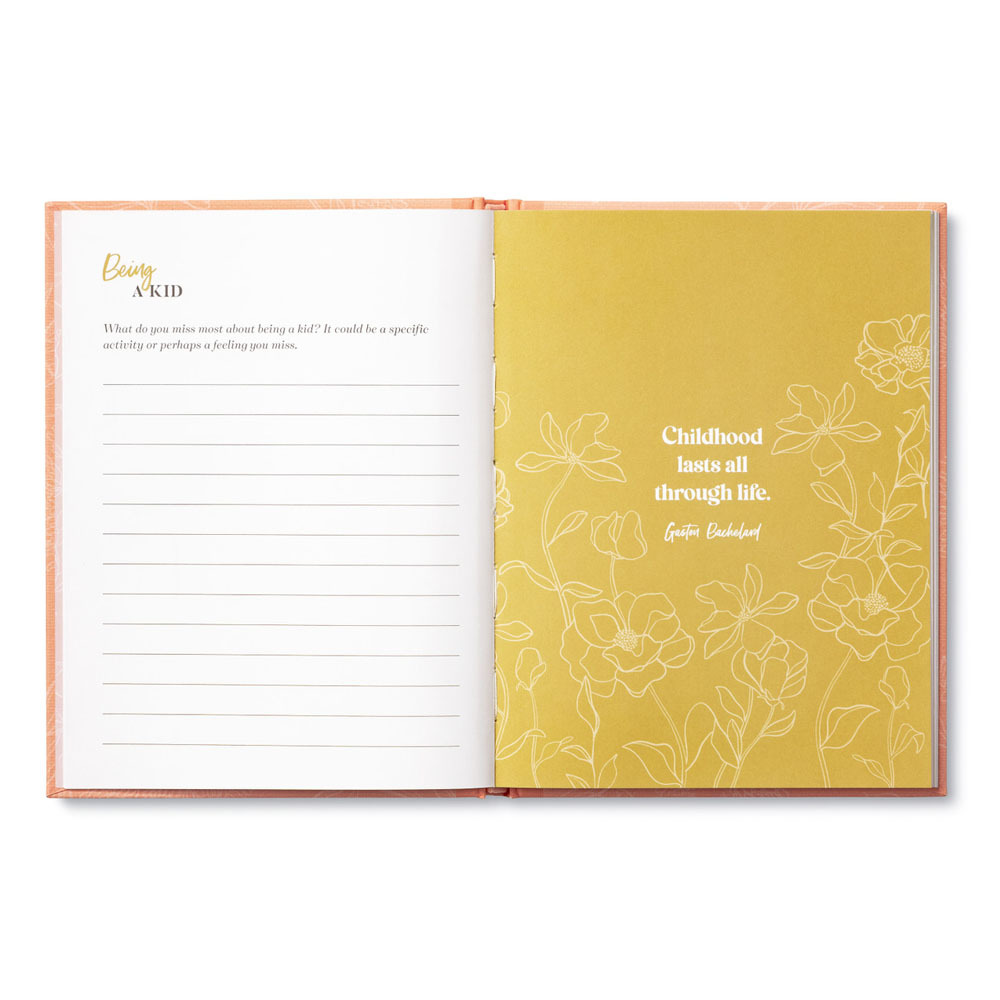 Being
A KID
What do you miss most about being a kid? It could be a specific
activity or perhaps a feeling you miss.
Childhood
lasts all
through life.
Gaston Bachelard